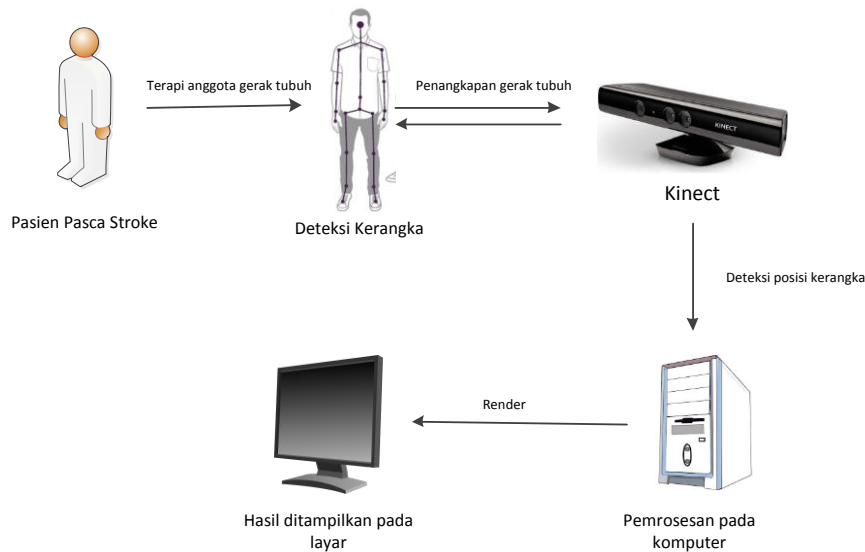 Terapi anggota gerak tubuh
Penangkapan gerak tubuh
KINECT
Pasien Pasca Stroke
Deteksi Kerangka
Kinect
Deteksi posisi kerangka
Render
Hasil ditampilkan pada
layar
Pemrosesan pada
komputer